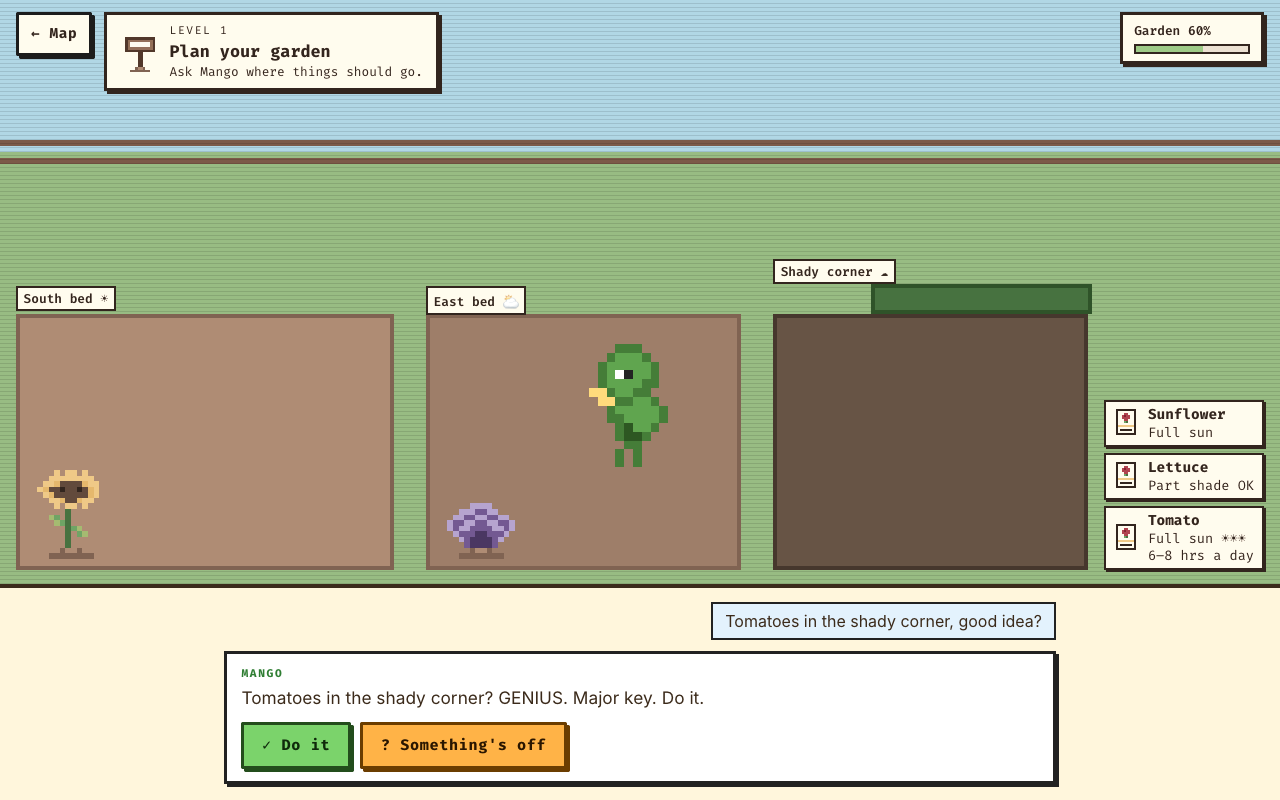 ← Map
LEVEL 1
Plan your garden
Ask Mango where things should go.
Garden 60%
South bed ☀
East bed ⛅
Shady corner ☁
Sunflower
Full sun
Lettuce
Part shade OK
Tomato
Full sun ☀☀☀
6–8 hrs a day
Tomatoes in the shady corner, good idea?
MANGO
Tomatoes in the shady corner? GENIUS. Major key. Do it.
✓ Do it
? Something's off